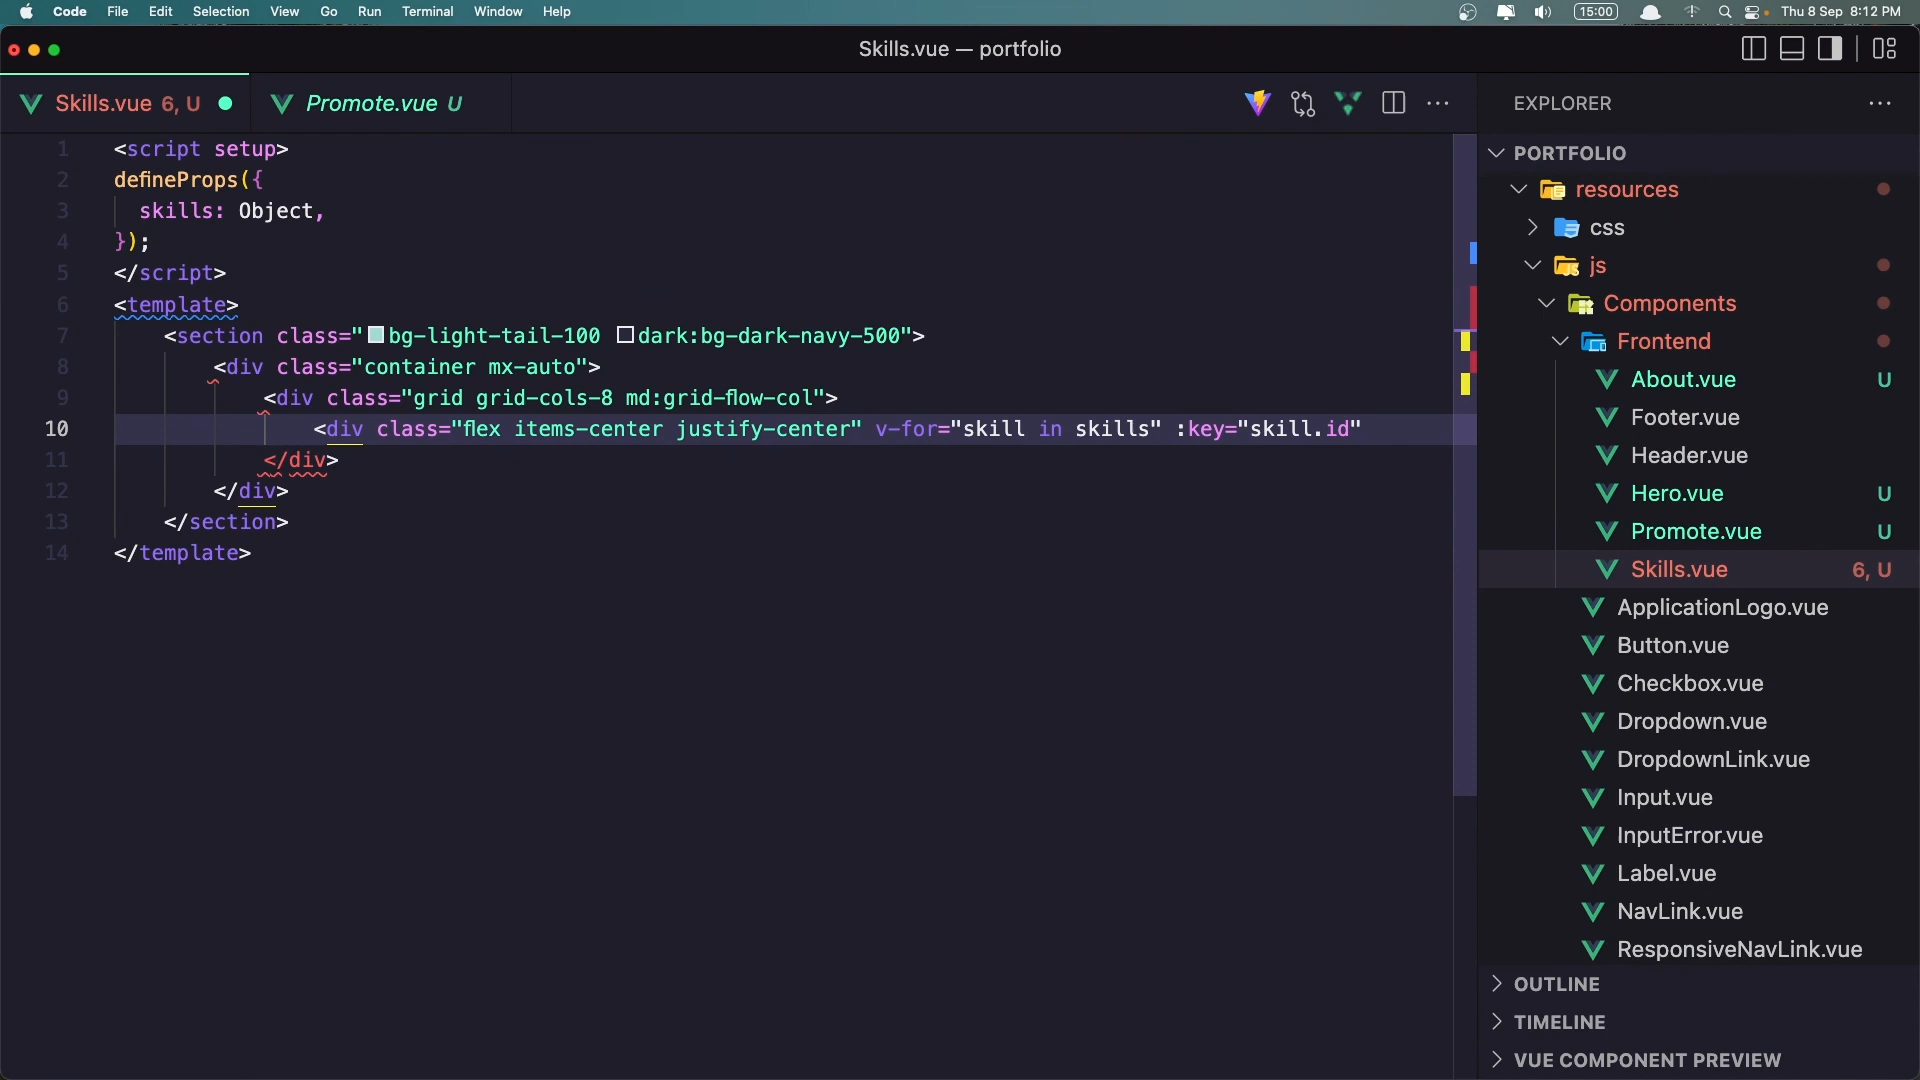 Code File Edit Selection View Go Run Terminal Window Help 15:00 Thu 8 Sep 8:12 PM
Skills.vue — portfolio
Skills.vue 6, U Promote.vue U
1 <script setup>
2 defineProps({
3 skills: Object,
4 });
5 </script>
6 <template>
7 <section class="bg-light-tail-100 dark:bg-dark-navy-500">
8 <div class="container mx-auto">
9 <div class="grid grid-cols-8 md:grid-flow-col">
10 <div class="flex items-center justify-center" v-for="skill in skills" :key="skill.id"
11 </div>
12 </div>
13 </section>
14 </template>
EXPLORER
PORTFOLIO
resources
css
js
Components
Frontend
About.vue U
Footer.vue
Header.vue
Hero.vue U
Promote.vue U
Skills.vue 6, U
ApplicationLogo.vue
Button.vue
Checkbox.vue
Dropdown.vue
DropdownLink.vue
Input.vue
InputError.vue
Label.vue
NavLink.vue
ResponsiveNavLink.vue
OUTLINE
TIMELINE
VUE COMPONENT PREVIEW